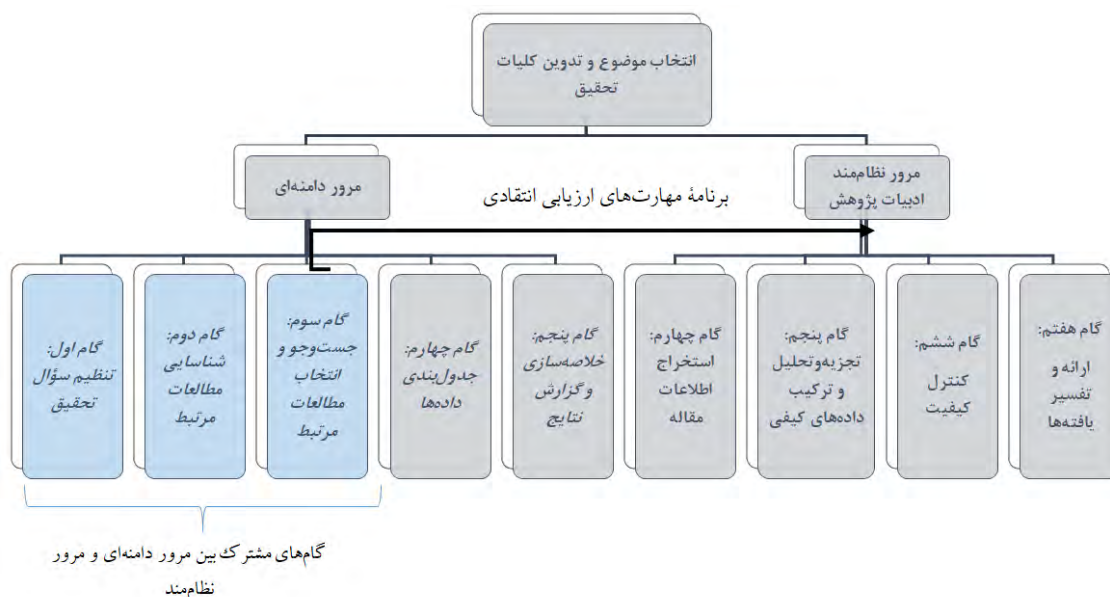 انتخاب موضوع و تدوین کلیات
تحقیق
مرور نظام‌مند
ادبیات پژوهش
مرور دامنه‌ای
برنامهٔ مهارت‌های ارزیابی انتقادی
گام اول:
تنظیم سؤال
تحقیق
گام دوم:
شناسایی
مطالعات
مرتبط
گام سوم:
جست‌وجو و
انتخاب
مطالعات
مرتبط
گام چهارم:
جدول‌بندی
داده‌ها
گام پنجم:
خلاصه‌سازی
و گزارش
نتایج
گام چهارم:
استخراج
اطلاعات
مقاله
گام پنجم:
تجزیه‌وتحلیل
و ترکیب
داده‌های کیفی
گام ششم:
کنترل
کیفیت
گام هفتم:
ارائه و
تفسیر
یافته‌ها
گام‌های مشترک بین مرور دامنه‌ای و مرور
نظام‌مند